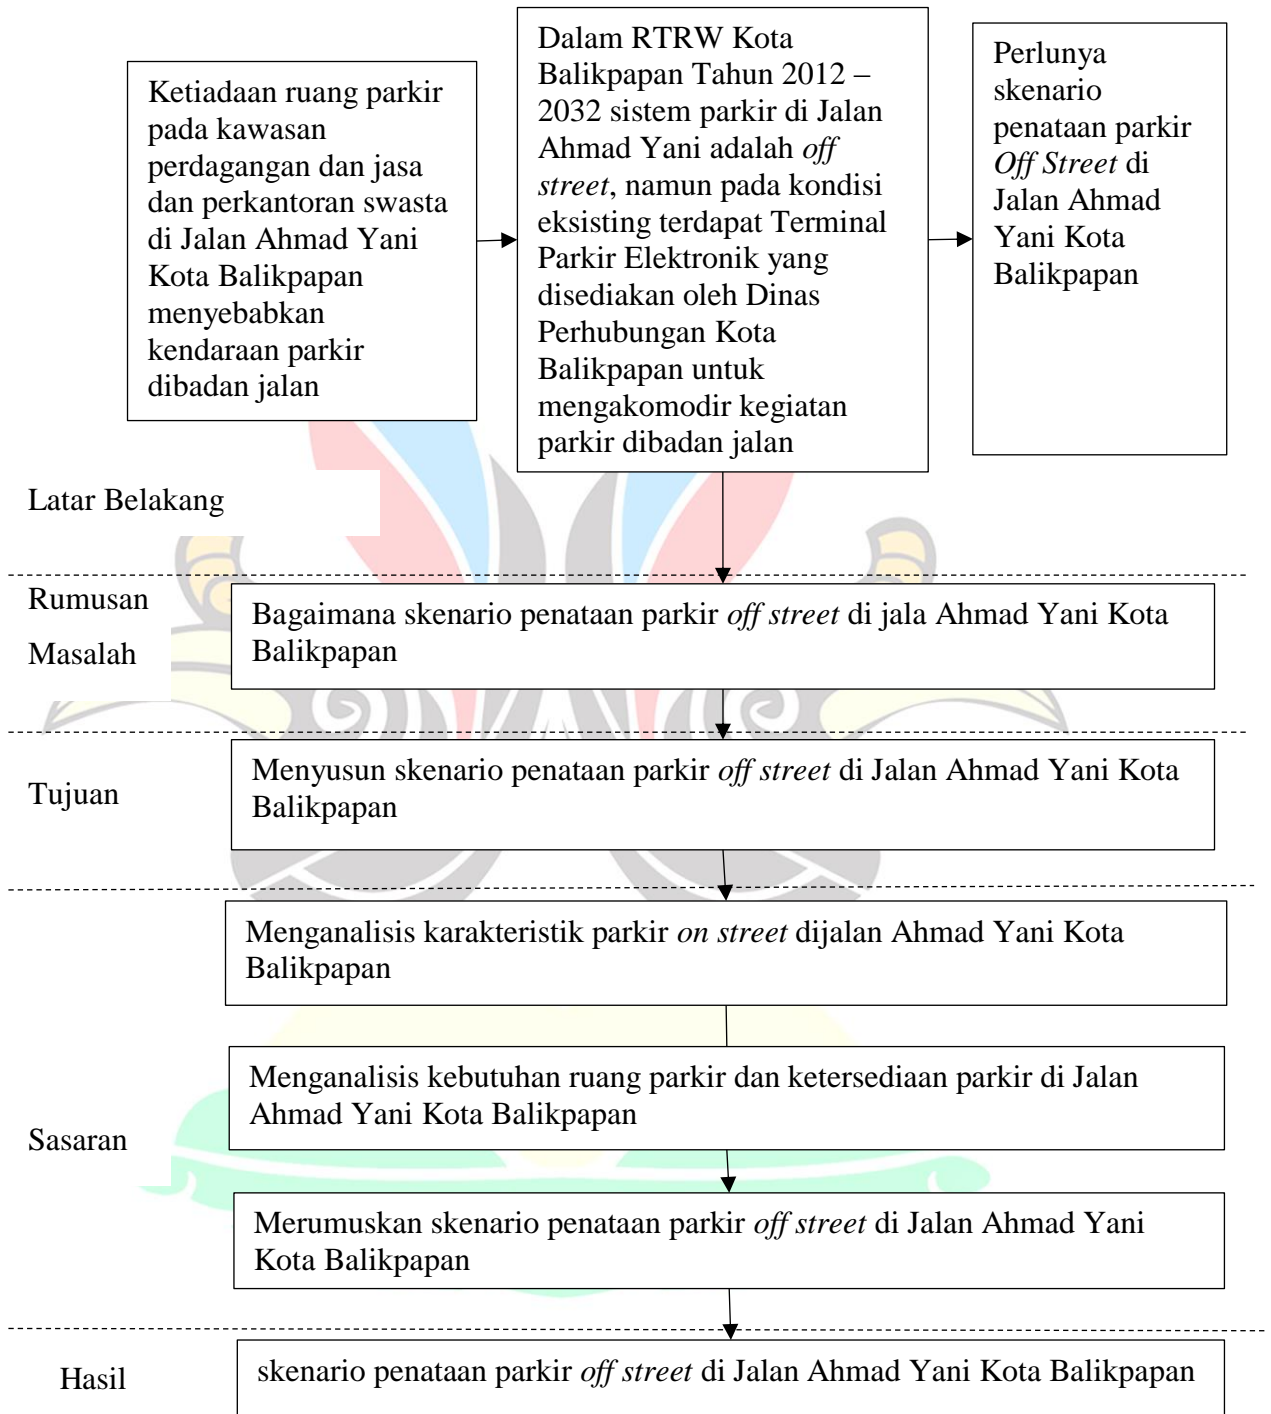 Ketiadaan ruang parkir
pada kawasan
perdagangan dan jasa
dan perkantoran swasta
di Jalan Ahmad Yani
Kota Balikpapan
menyebabkan
kendaraan parkir
dibadan jalan
Dalam RTRW Kota
Balikpapan Tahun 2012 –
2032 sistem parkir di Jalan
Ahmad Yani adalah off
street, namun pada kondisi
eksisting terdapat Terminal
Parkir Elektronik yang
disediakan oleh Dinas
Perhubungan Kota
Balikpapan untuk
mengakomodir kegiatan
parkir dibadan jalan
Perlunya
skenario
penataan parkir
Off Street di
Jalan Ahmad
Yani Kota
Balikpapan
Latar Belakang
Rumusan
Masalah
Bagaimana skenario penataan parkir off street di jala Ahmad Yani Kota
Balikpapan
Tujuan
Menyusun skenario penataan parkir off street di Jalan Ahmad Yani Kota
Balikpapan
Sasaran
Menganalisis karakteristik parkir on street dijalan Ahmad Yani Kota
Balikpapan
Menganalisis kebutuhan ruang parkir dan ketersediaan parkir di Jalan
Ahmad Yani Kota Balikpapan
Merumuskan skenario penataan parkir off street di Jalan Ahmad Yani
Kota Balikpapan
Hasil
skenario penataan parkir off street di Jalan Ahmad Yani Kota Balikpapan